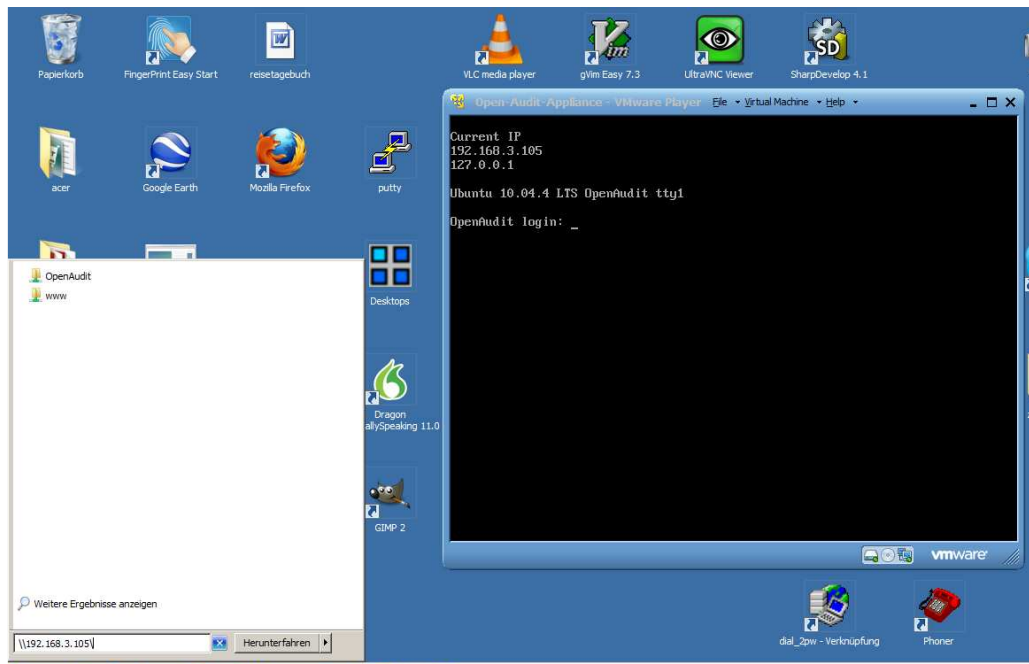 Papierkorb
FingerPrint Easy Start
reisetagebuch
VLC media player
gVim Easy 7.3
UltraVNC Viewer
SharpDevelop 4.1
acer
Google Earth
Mozilla Firefox
putty
Open-Audit-Appliance - VMware Player File Virtual Machine Help
Current IP
192.168.3.105
127.0.0.1
Ubuntu 10.04.4 LTS OpenAudit tty1
OpenAudit login: _
vmware
OpenAudit
www
Desktops
Dragon
allySpeaking 11.0
GIMP 2
Weitere Ergebnisse anzeigen
\\192.168.3.105\
Herunterfahren
dial_2pw - Verknüpfung
Phoner